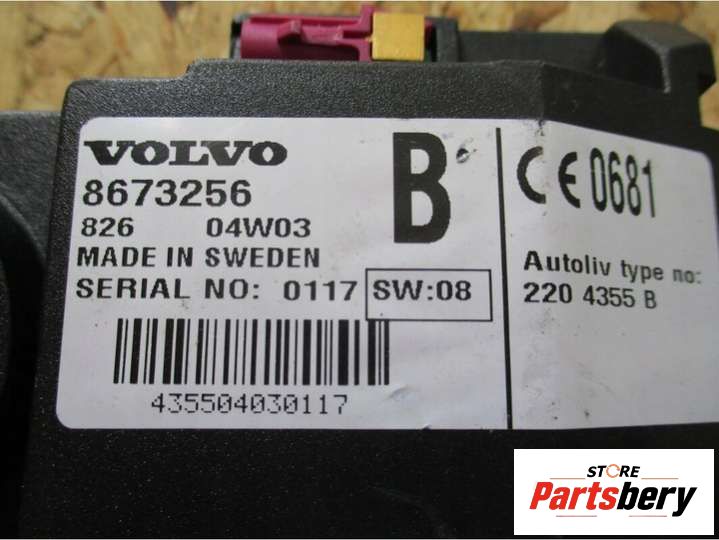 VOLVO
8673256
826 04W03
MADE IN SWEDEN
SERIAL NO: 0117 SW:08
435504030117
B
CE 0681
Autoliv type no:
220 4355 B
STORE
Partsbery